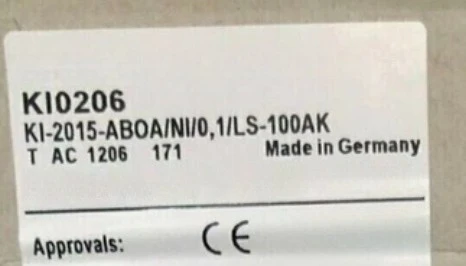 KI0206
KI-2015-ABOA/NI/0,1/LS-100AK
T AC 1206 171 Made in Germany
Approvals: CE